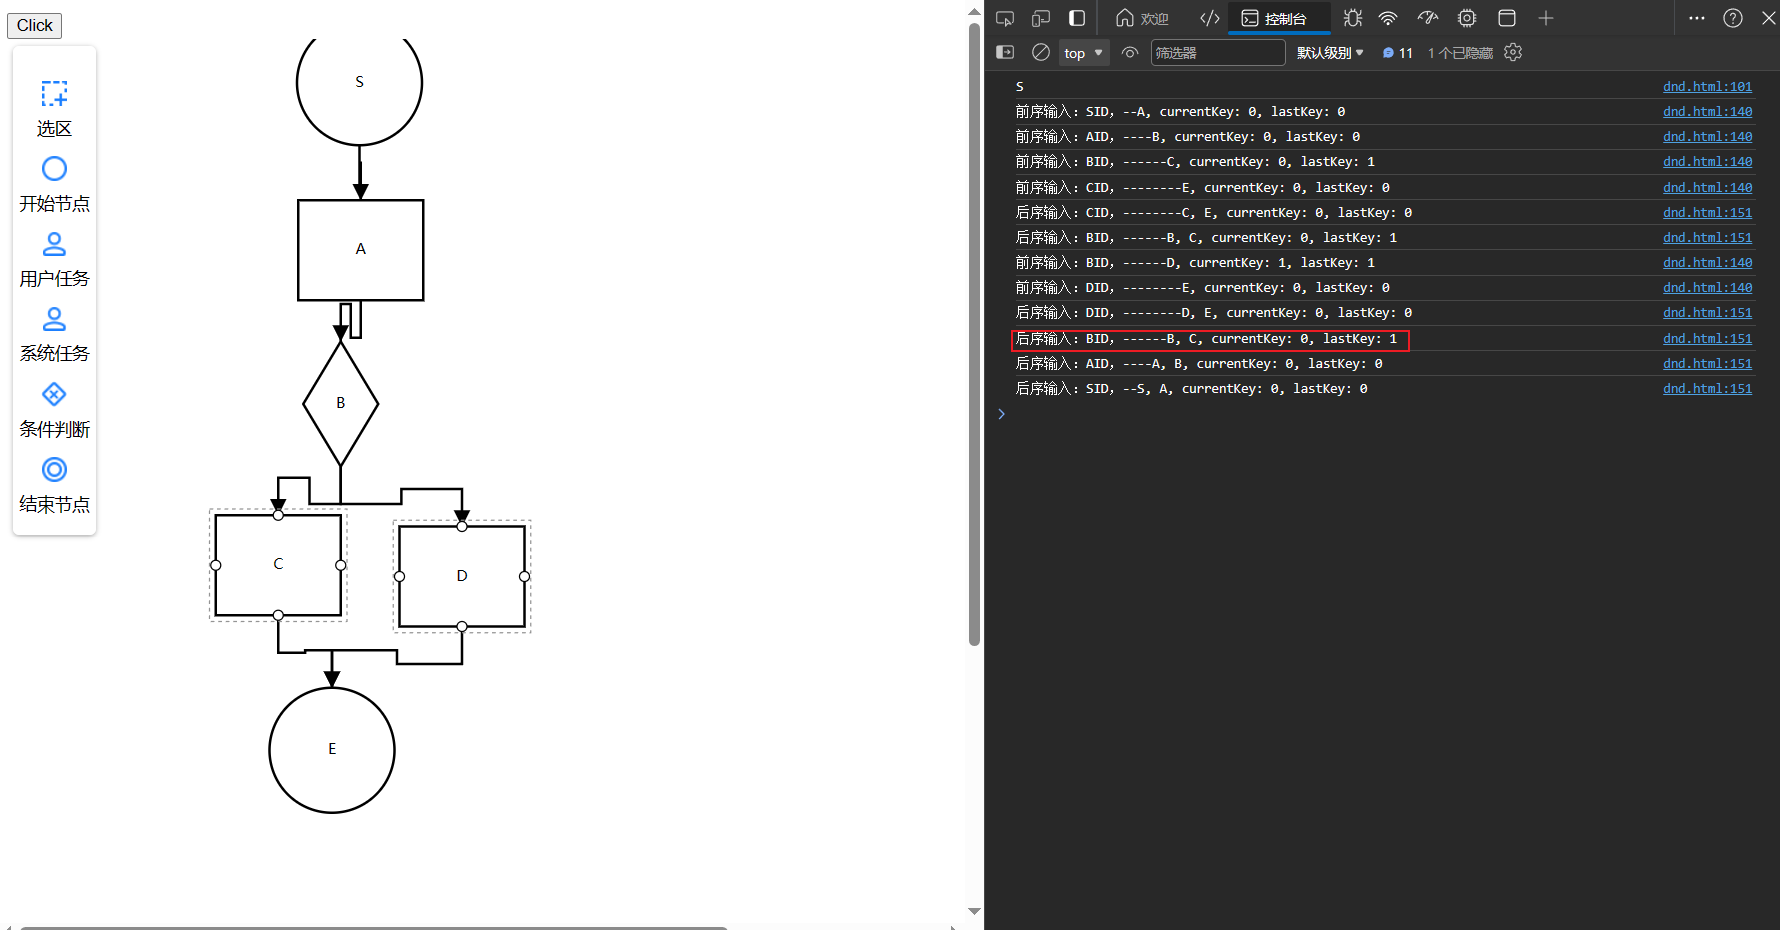 Click
选区
开始节点
用户任务
系统任务
条件判断
结束节点
S
A
B
C
D
E
欢迎
控制台
top
筛选器
默认级别
11
1 个已隐藏
S dnd.html:101
前序输入: SID, --A, currentKey: 0, lastKey: 0 dnd.html:140
前序输入: AID, ----B, currentKey: 0, lastKey: 0 dnd.html:140
前序输入: BID, ------C, currentKey: 0, lastKey: 1 dnd.html:140
前序输入: CID, --------E, currentKey: 0, lastKey: 0 dnd.html:140
后序输入: CID, --------C, E, currentKey: 0, lastKey: 0 dnd.html:151
后序输入: BID, ------B, C, currentKey: 0, lastKey: 1 dnd.html:151
前序输入: BID, ------D, currentKey: 1, lastKey: 1 dnd.html:140
前序输入: DID, --------E, currentKey: 0, lastKey: 0 dnd.html:140
后序输入: DID, --------D, E, currentKey: 0, lastKey: 0 dnd.html:151
后序输入: BID, ------B, C, currentKey: 0, lastKey: 1 dnd.html:151
后序输入: AID, ----A, B, currentKey: 0, lastKey: 0 dnd.html:151
后序输入: SID, --S, A, currentKey: 0, lastKey: 0 dnd.html:151